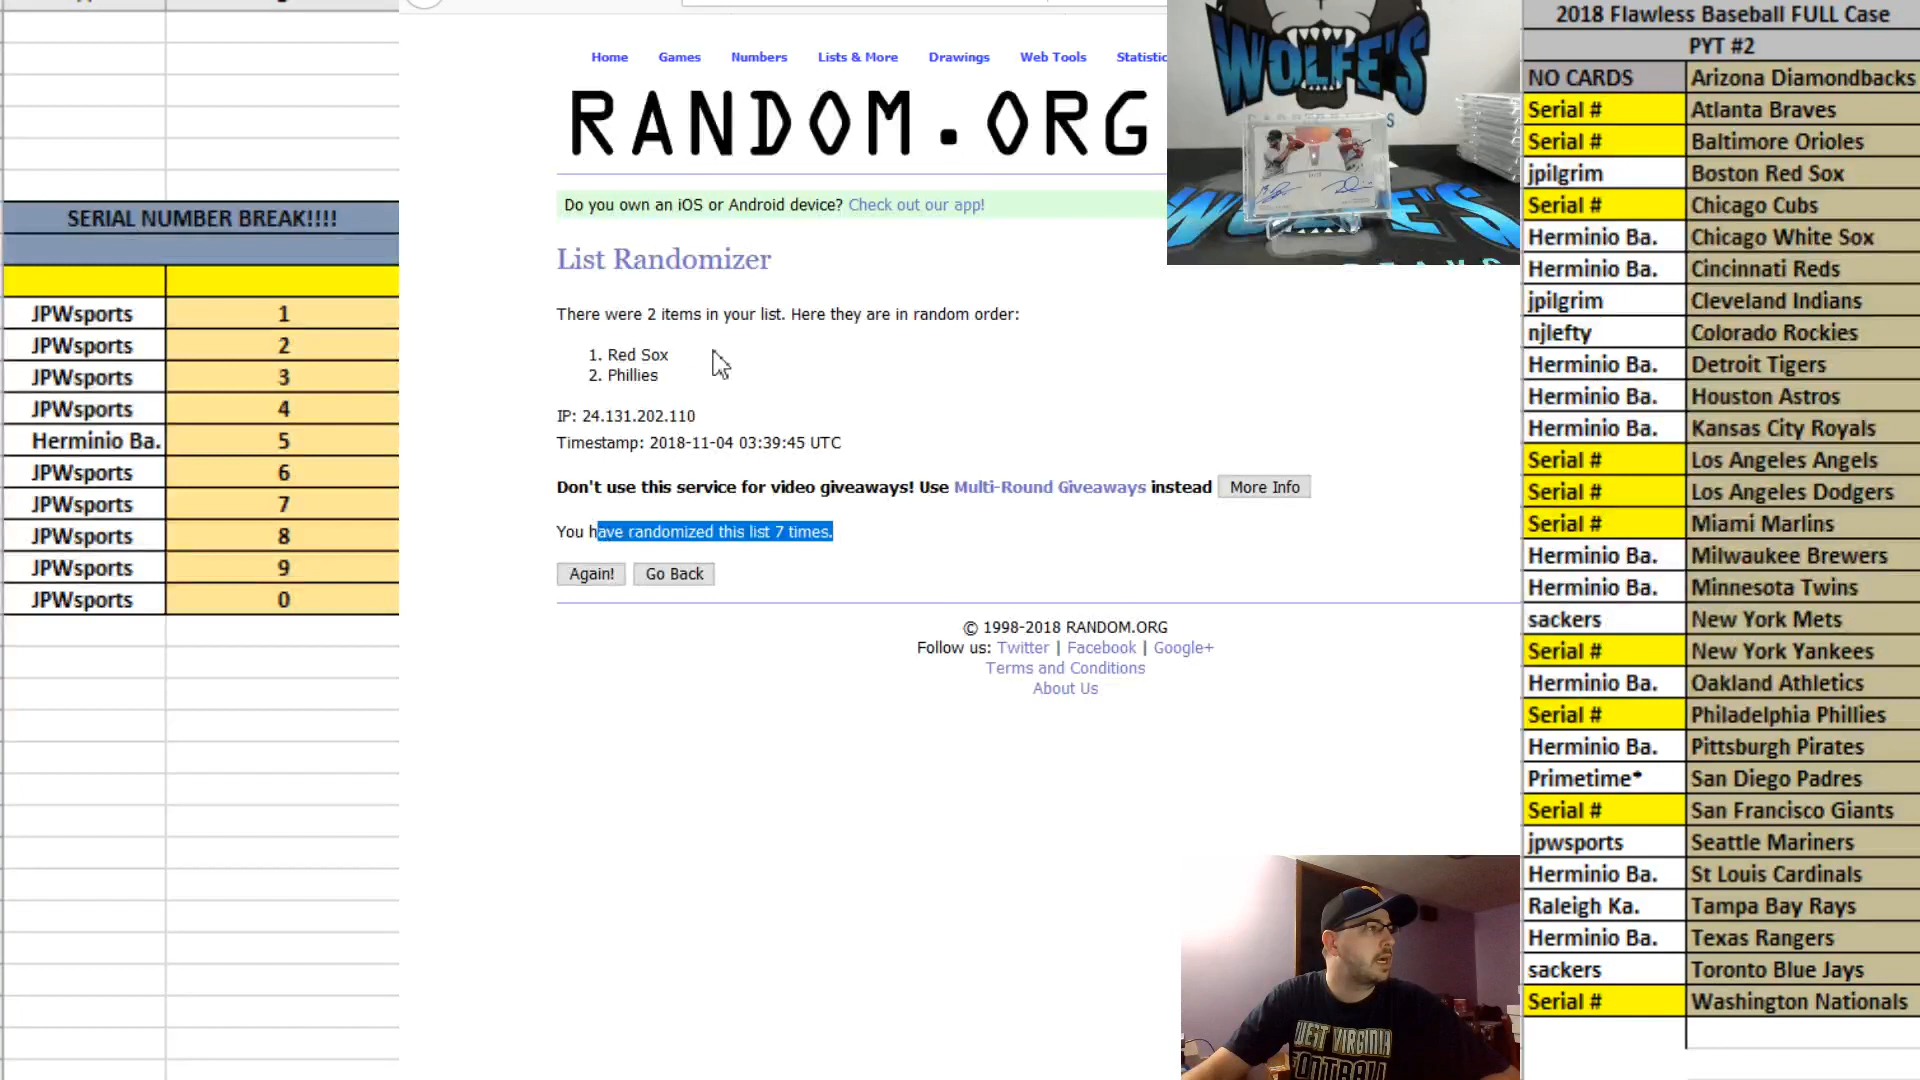 SERIAL NUMBER BREAK!!!!
JPWsports 1
JPWsports 2
JPWsports 3
JPWsports 4
Herminio Ba. 5
JPWsports 6
JPWsports 7
JPWsports 8
JPWsports 9
JPWsports 0
Home Games Numbers Lists & More Drawings Web Tools Statistic
RANDOM.ORG
Do you own an iOS or Android device? Check out our app!
List Randomizer
There were 2 items in your list. Here they are in random order:
1. Red Sox
2. Phillies
IP: 24.131.202.110
Timestamp: 2018-11-04 03:39:45 UTC
Don't use this service for video giveaways! Use Multi-Round Giveaways instead More Info
You have randomized this list 7 times.
Again! Go Back
© 1998-2018 RANDOM.ORG
Follow us: Twitter | Facebook | Google+
Terms and Conditions
About Us
WOLFE'S
WEST VIRGINIA
FOOTBALL
2018 Flawless Baseball FULL Case
PYT #2
NO CARDS Arizona Diamondbacks
Serial # Atlanta Braves
Serial # Baltimore Orioles
jpilgrim Boston Red Sox
Serial # Chicago Cubs
Herminio Ba. Chicago White Sox
Herminio Ba. Cincinnati Reds
jpilgrim Cleveland Indians
njlefty Colorado Rockies
Herminio Ba. Detroit Tigers
Herminio Ba. Houston Astros
Herminio Ba. Kansas City Royals
Serial # Los Angeles Angels
Serial # Los Angeles Dodgers
Serial # Miami Marlins
Herminio Ba. Milwaukee Brewers
Herminio Ba. Minnesota Twins
sackers New York Mets
Serial # New York Yankees
Herminio Ba. Oakland Athletics
Serial # Philadelphia Phillies
Herminio Ba. Pittsburgh Pirates
Primetime* San Diego Padres
Serial # San Francisco Giants
jpwsports Seattle Mariners
Herminio Ba. St Louis Cardinals
Raleigh Ka. Tampa Bay Rays
Herminio Ba. Texas Rangers
sackers Toronto Blue Jays
Serial # Washington Nationals